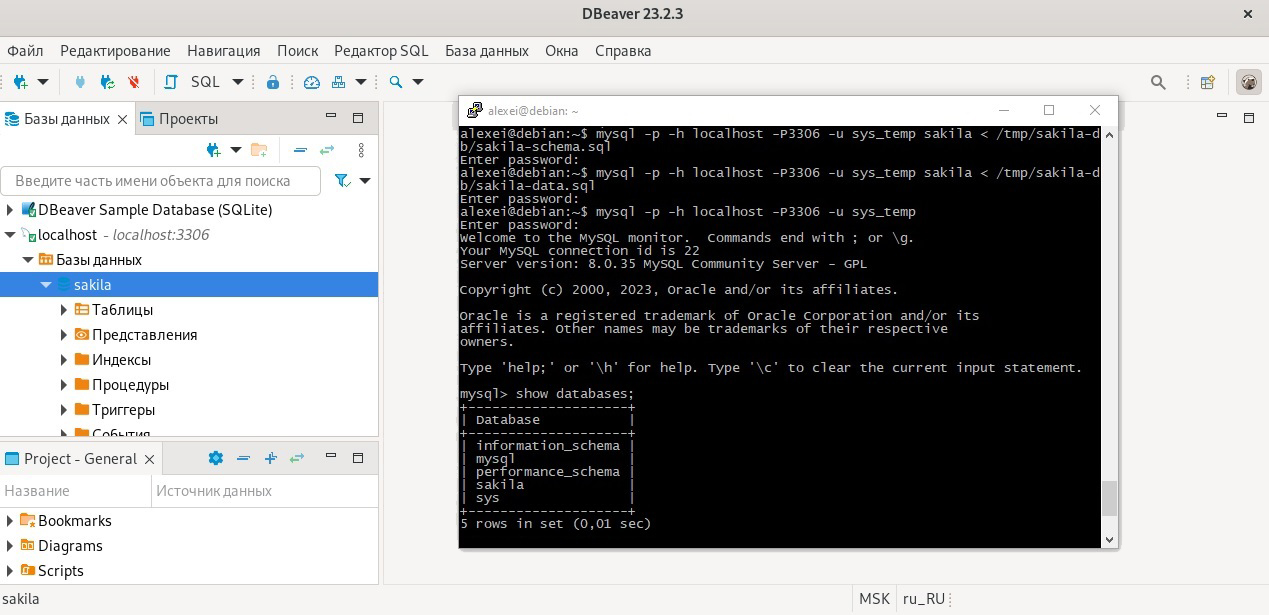 DBeaver 23.2.3
Файл Редактирование Навигация Поиск Редактор SQL База данных Окна Справка
SQL
Базы данных Проекты
Введите часть имени объекта для поиска
DBeaver Sample Database (SQLite)
localhost - localhost:3306
Базы данных
sakila
Таблицы
Представления
Индексы
Процедуры
Триггеры
События
Project - General
Название Источник данных
Bookmarks
Diagrams
Scripts
alexei@debian: ~
alexei@debian:~$ mysql -p -h localhost -P3306 -u sys_temp sakila < /tmp/sakila-d
b/sakila-schema.sql
Enter password:
alexei@debian:~$ mysql -p -h localhost -P3306 -u sys_temp sakila < /tmp/sakila-d
b/sakila-data.sql
Enter password:
alexei@debian:~$ mysql -p -h localhost -P3306 -u sys_temp
Enter password:
Welcome to the MySQL monitor.  Commands end with ; or \g.
Your MySQL connection id is 22
Server version: 8.0.35 MySQL Community Server - GPL
Copyright (c) 2000, 2023, Oracle and/or its affiliates.
Oracle is a registered trademark of Oracle Corporation and/or its
affiliates. Other names may be trademarks of their respective
owners.
Type 'help;' or '\h' for help. Type '\c' to clear the current input statement.
mysql> show databases;
+--------------------+
| Database           |
+--------------------+
| information_schema |
| mysql              |
| performance_schema |
| sakila             |
| sys                |
+--------------------+
5 rows in set (0,01 sec)
sakila MSK ru_RU